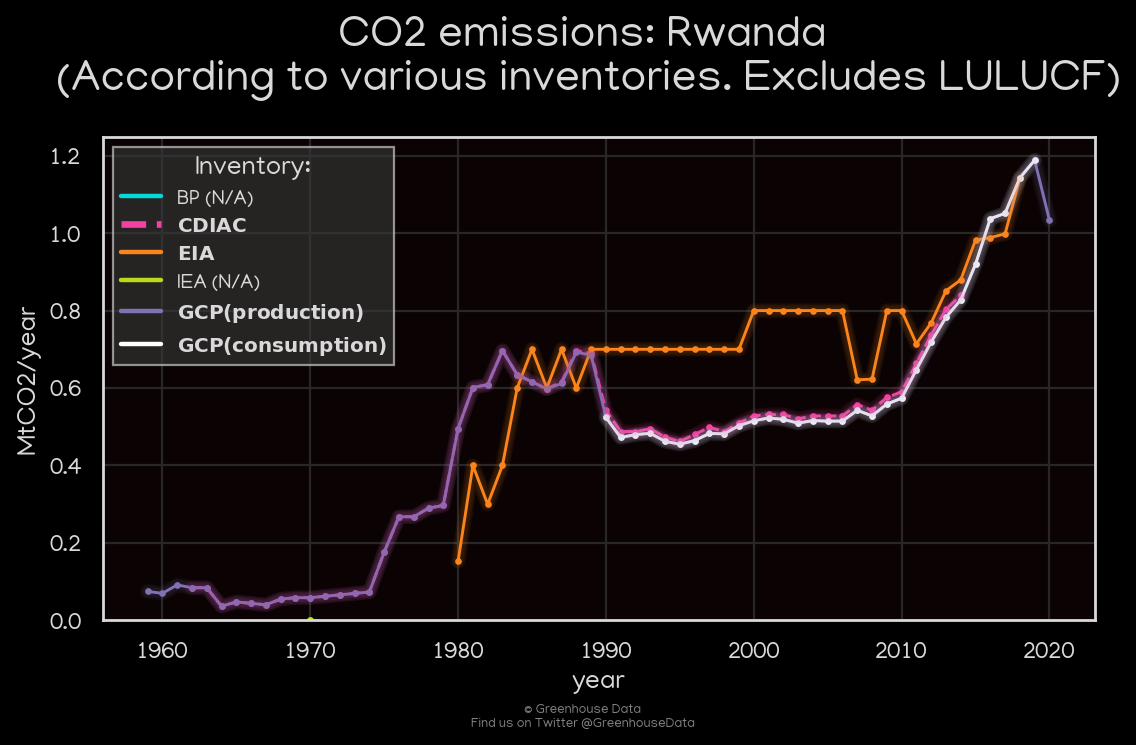 CO2 emissions: Rwanda
(According to various inventories. Excludes LULUCF)
Inventory:
BP (N/A)
CDIAC
EIA
IEA (N/A)
GCP(production)
GCP(consumption)
MtCO2/year
1.2
1.0
0.8
0.6
0.4
0.2
0.0
1960 1970 1980 1990 2000 2010 2020
year
© Greenhouse Data
Find us on Twitter @GreenhouseData